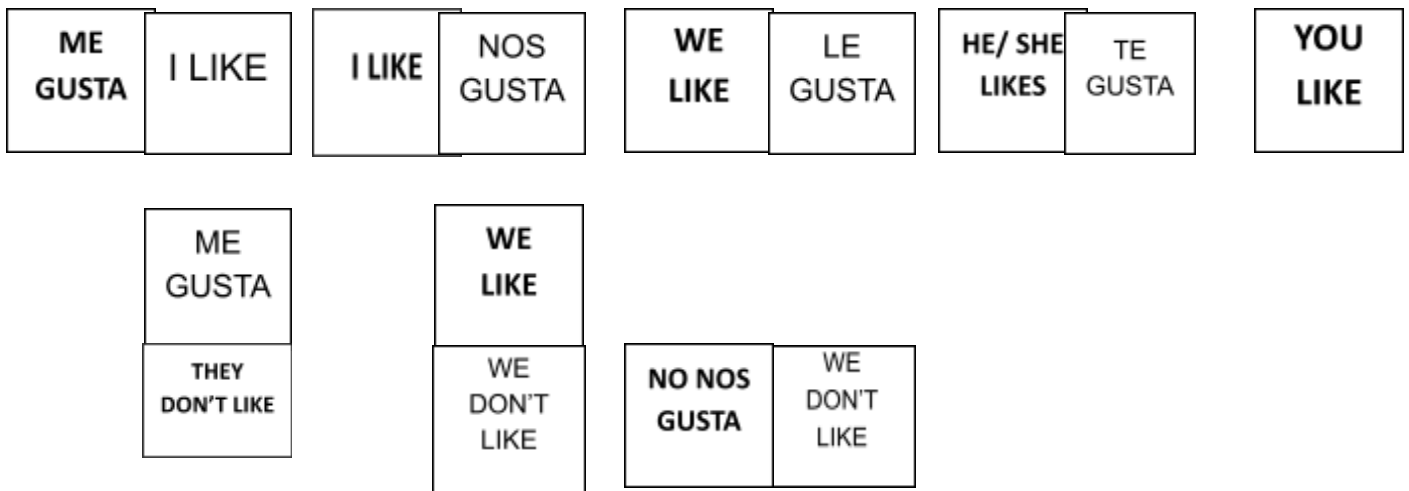 ME
GUSTA
I LIKE
I LIKE
NOS
GUSTA
WE
LIKE
LE
GUSTA
HE/ SHE
LIKES
TE
GUSTA
YOU
LIKE
ME
GUSTA
THEY
DON'T LIKE
WE
LIKE
WE
DON'T
LIKE
NO NOS
GUSTA
WE
DON'T
LIKE